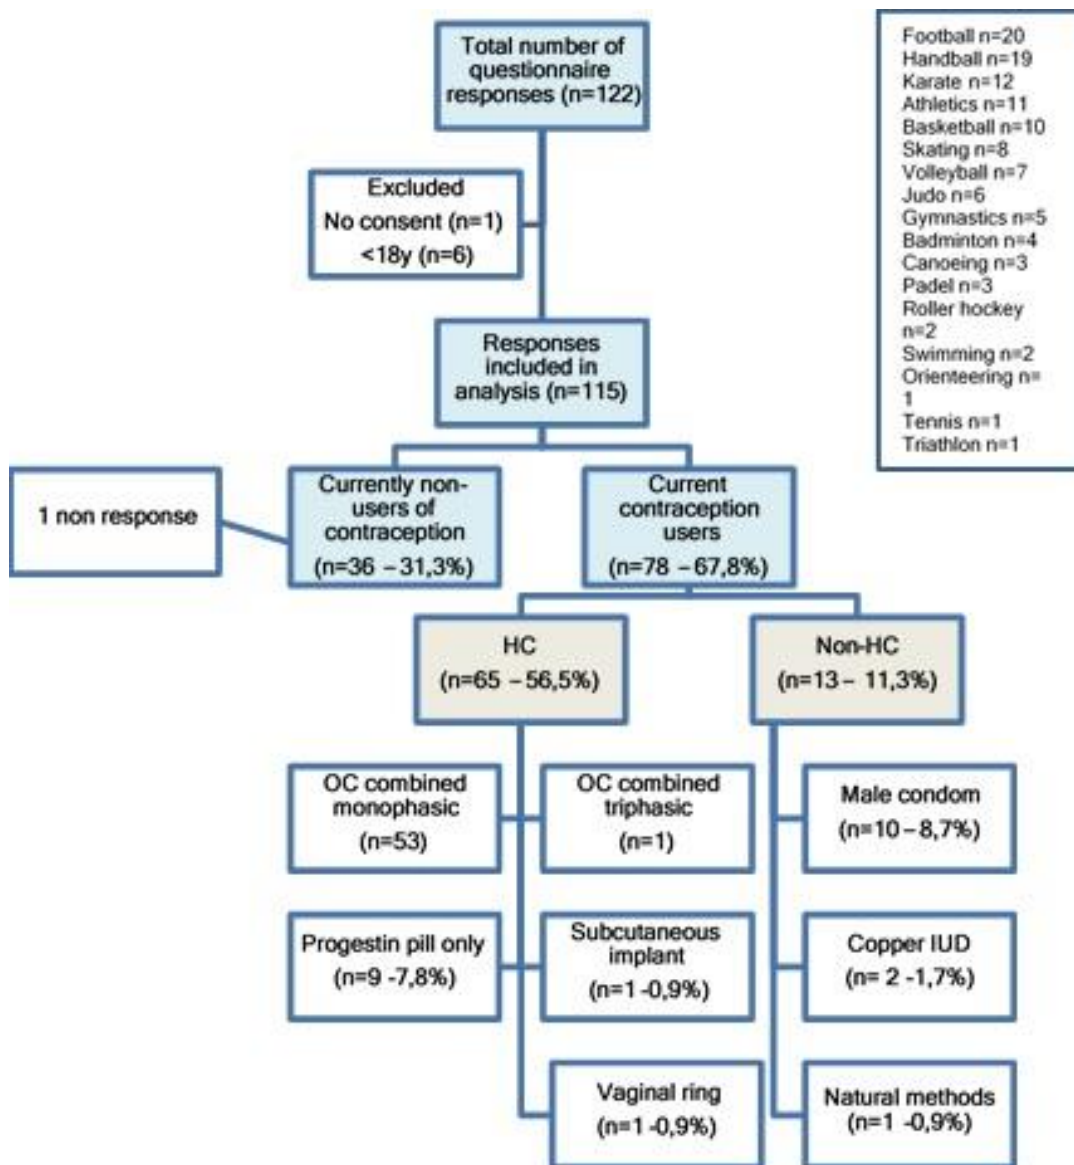 Total number of
questionnaire
responses (n=122)
Football n=20
Handball n=19
Karate n=12
Athletics n=11
Basketball n=10
Skating n=8
Volleyball n=7
Judo n=6
Gymnastics n=5
Badminton n=4
Canoeing n=3
Padel n=3
Roller hockey
n=2
Swimming n=2
Orienteering n=
1
Tennis n=1
Triathlon n=1
Excluded
No consent (n=1)
<18y (n=6)
Responses
included in
analysis (n=115)
1 non response
Currently non-
users of
contraception
(n=36 – 31,3%)
Current
contraception
users
(n=78 – 67,8%)
HC
(n=65 – 56,5%)
Non-HC
(n=13 – 11,3%)
OC combined
monophasic
(n=53)
OC combined
triphasic
(n=1)
Male condom
(n=10 – 8,7%)
Progestin pill only
(n=9 -7,8%)
Subcutaneous
implant
(n=1 -0,9%)
Copper IUD
(n= 2 -1,7%)
Vaginal ring
(n=1 -0,9%)
Natural methods
(n=1 -0,9%)